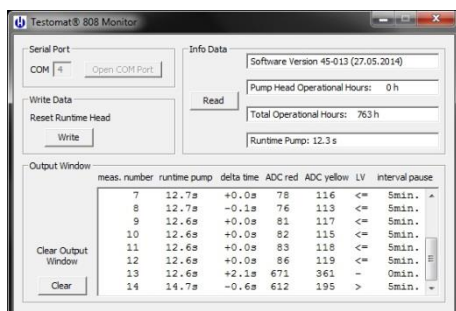 Testomat® 808 Monitor
Serial Port
COM 4 Open COM Port
Write Data
Reset Runtime Head
Write
Info Data
Read
Software Version 45-013 (27.05.2014)
Pump Head Operational Hours: 0 h
Total Operational Hours: 763 h
Runtime Pump: 12.3 s
Output Window
meas. number runtime pump delta time ADC red ADC yellow LV interval pause
7 12.7s +0.0s 78 116 <= 5min.
8 12.7s -0.1s 76 113 <= 5min.
9 12.6s +0.0s 81 117 <= 5min.
10 12.6s +0.0s 82 115 <= 5min.
11 12.6s +0.0s 83 118 <= 5min.
12 12.6s +0.0s 86 119 <= 5min.
13 12.6s +2.1s 671 361 - 0min.
14 14.7s -0.6s 612 195 > 5min.
Clear Output
Window
Clear